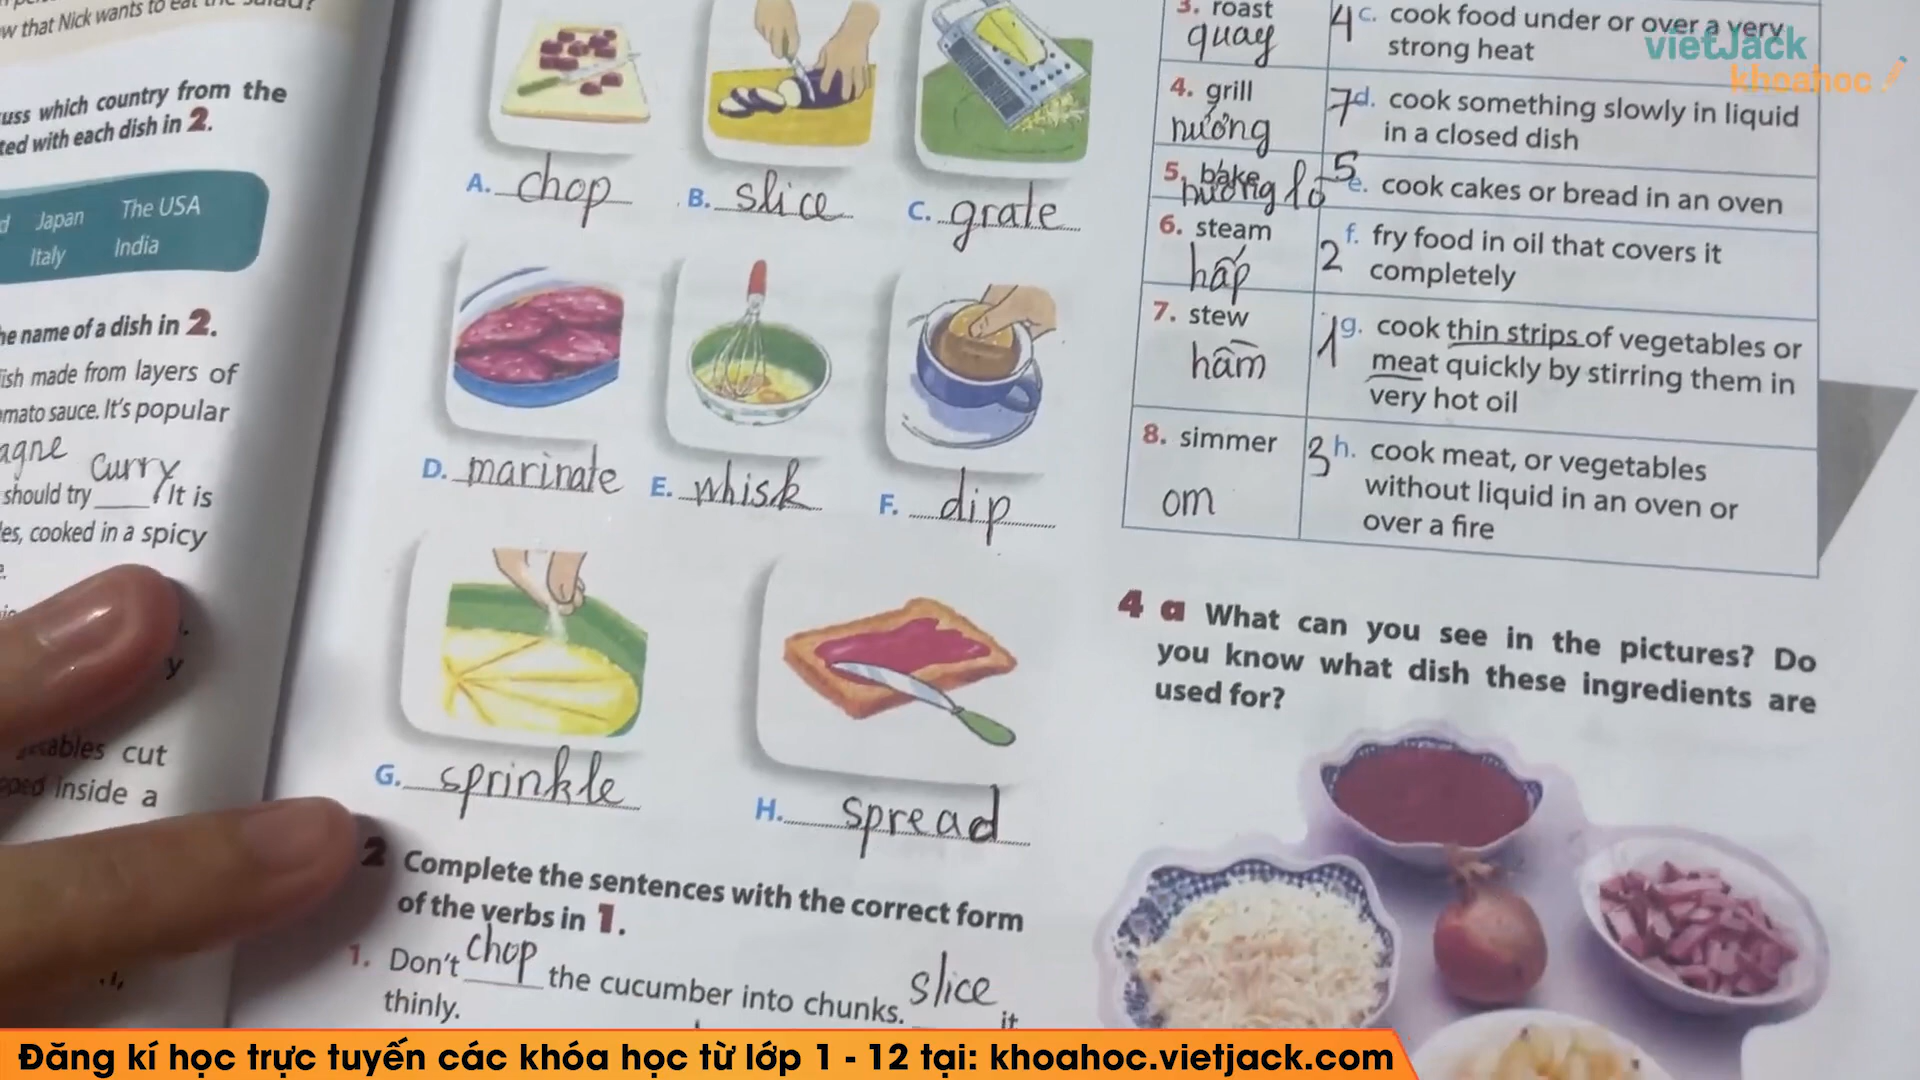 w that Nick wants to eat the salad?
uss which country from the
ted with each dish in 2.
Japan The USA
Italy India
he name of a dish in 2.
ish made from layers of
mato sauce. It's popular
agne
curry
should try ____. It is
les, cooked in a spicy
y
tables cut
pped inside a
A. chop
B. slice
C. grate
D. marinate
E. whisk
F. dip
G. sprinkle
H. spread
2 Complete the sentences with the correct form
of the verbs in 1.
1. Don't chop the cucumber into chunks. slice it
thinly.
3. roast
quay
4. grill
nướng
5. bake
nướng lò
6. steam
hấp
7. stew
hầm
8. simmer
om
4 c. cook food under or over a very
strong heat
7 d. cook something slowly in liquid
in a closed dish
5 e. cook cakes or bread in an oven
2 f. fry food in oil that covers it
completely
1 g. cook thin strips of vegetables or
meat quickly by stirring them in
very hot oil
3 h. cook meat, or vegetables
without liquid in an oven or
over a fire
4 a What can you see in the pictures? Do
you know what dish these ingredients are
used for?
vietJack
khoahoc
Đăng kí học trực tuyến các khóa học từ lớp 1 - 12 tại: khoahoc.vietjack.com